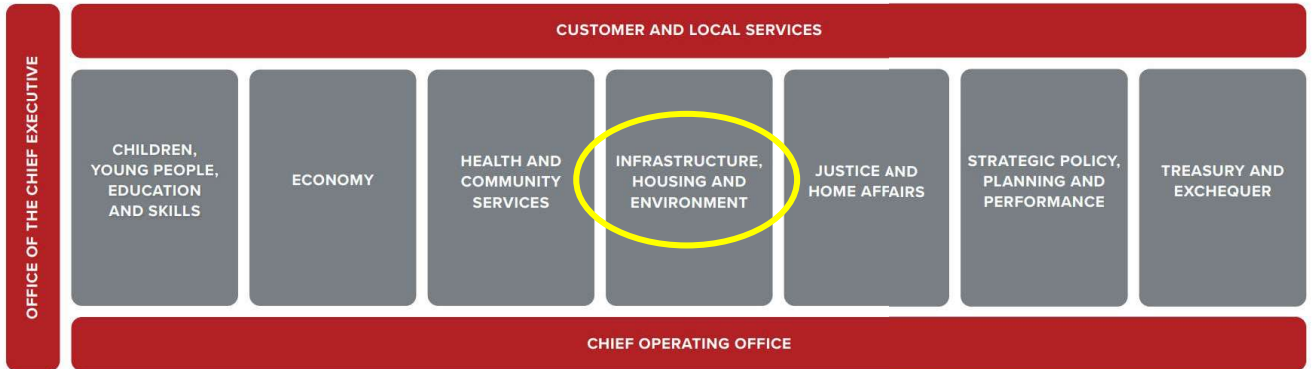 OFFICE OF THE CHIEF EXECUTIVE
CUSTOMER AND LOCAL SERVICES
CHILDREN,
YOUNG PEOPLE,
EDUCATION
AND SKILLS
ECONOMY
HEALTH AND
COMMUNITY
SERVICES
INFRASTRUCTURE,
HOUSING AND
ENVIRONMENT
JUSTICE AND
HOME AFFAIRS
STRATEGIC POLICY,
PLANNING AND
PERFORMANCE
TREASURY AND
EXCHEQUER
CHIEF OPERATING OFFICE